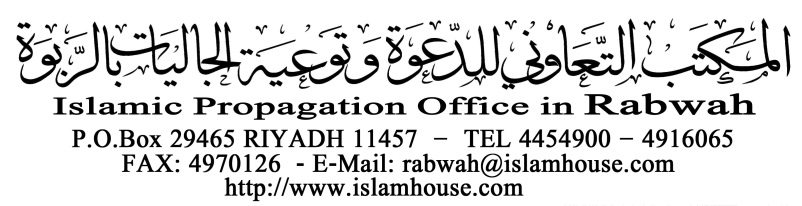 المكتب التعاوني للدعوة وتوعية الجاليات بالربوة
Islamic Propagation Office in Rabwah
P.O.Box 29465 RIYADH 11457 – TEL 4454900 – 4916065
FAX: 4970126 - E-Mail: rabwah@islamhouse.com
http://www.islamhouse.com